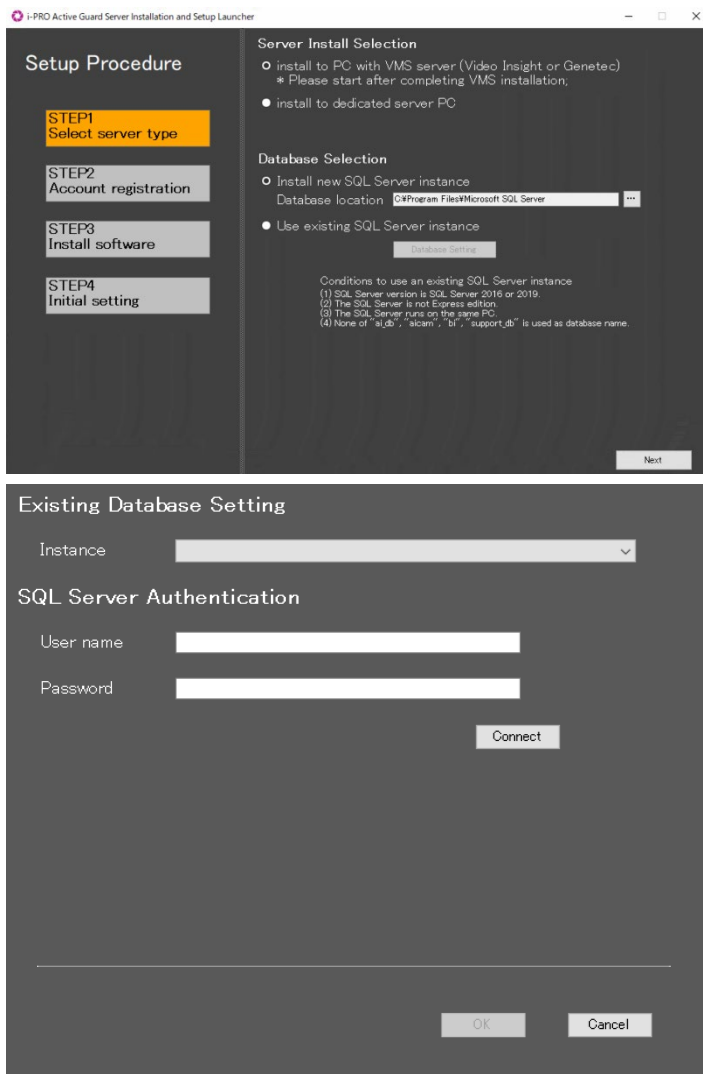 i-PRO Active Guard Server Installation and Setup Launcher
Setup Procedure
STEP1
Select server type
STEP2
Account registration
STEP3
Install software
STEP4
Initial setting
Server Install Selection
install to PC with VMS server (Video Insight or Genetec)
* Please start after completing VMS installation;
install to dedicated server PC
Database Selection
Install new SQL Server instance
Database location C:¥Program Files¥Microsoft SQL Server ...
Use existing SQL Server instance
Database Setting
Conditions to use an existing SQL Server instance
(1) SQL Server version is SQL Server 2016 or 2019.
(2) The SQL Server is not Express edition.
(3) The SQL Server runs on the same PC.
(4) None of "ai_db", "aicam", "bi", "support_db" is used as database name.
Next
Existing Database Setting
Instance
SQL Server Authentication
User name
Password
Connect
OK Cancel